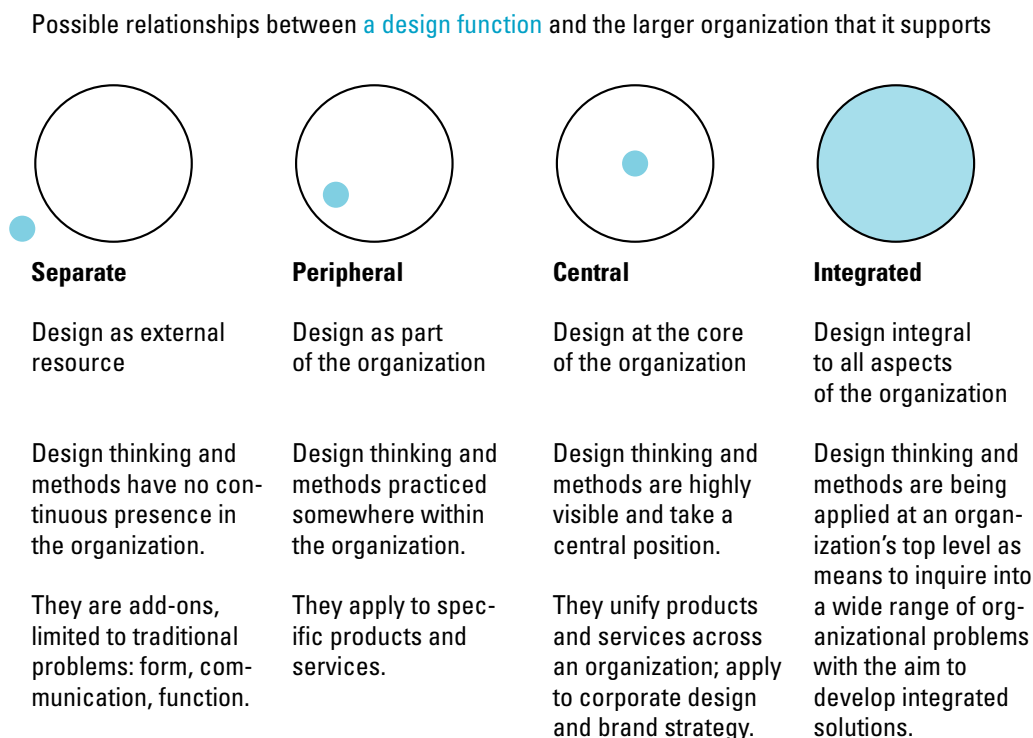 Possible relationships between a design function and the larger organization that it supports
Separate
Design as external
resource
Design thinking and
methods have no con-
tinuous presence in
the organization.
They are add-ons,
limited to traditional
problems: form, com-
munication, function.
Peripheral
Design as part
of the organization
Design thinking and
methods practiced
somewhere within
the organization.
They apply to spec-
ific products and
services.
Central
Design at the core
of the organization
Design thinking and
methods are highly
visible and take a
central position.
They unify products
and services across
an organization; apply
to corporate design
and brand strategy.
Integrated
Design integral
to all aspects
of the organization
Design thinking and
methods are being
applied at an organ-
ization’s top level as
means to inquire into
a wide range of org-
anizational problems
with the aim to
develop integrated
solutions.